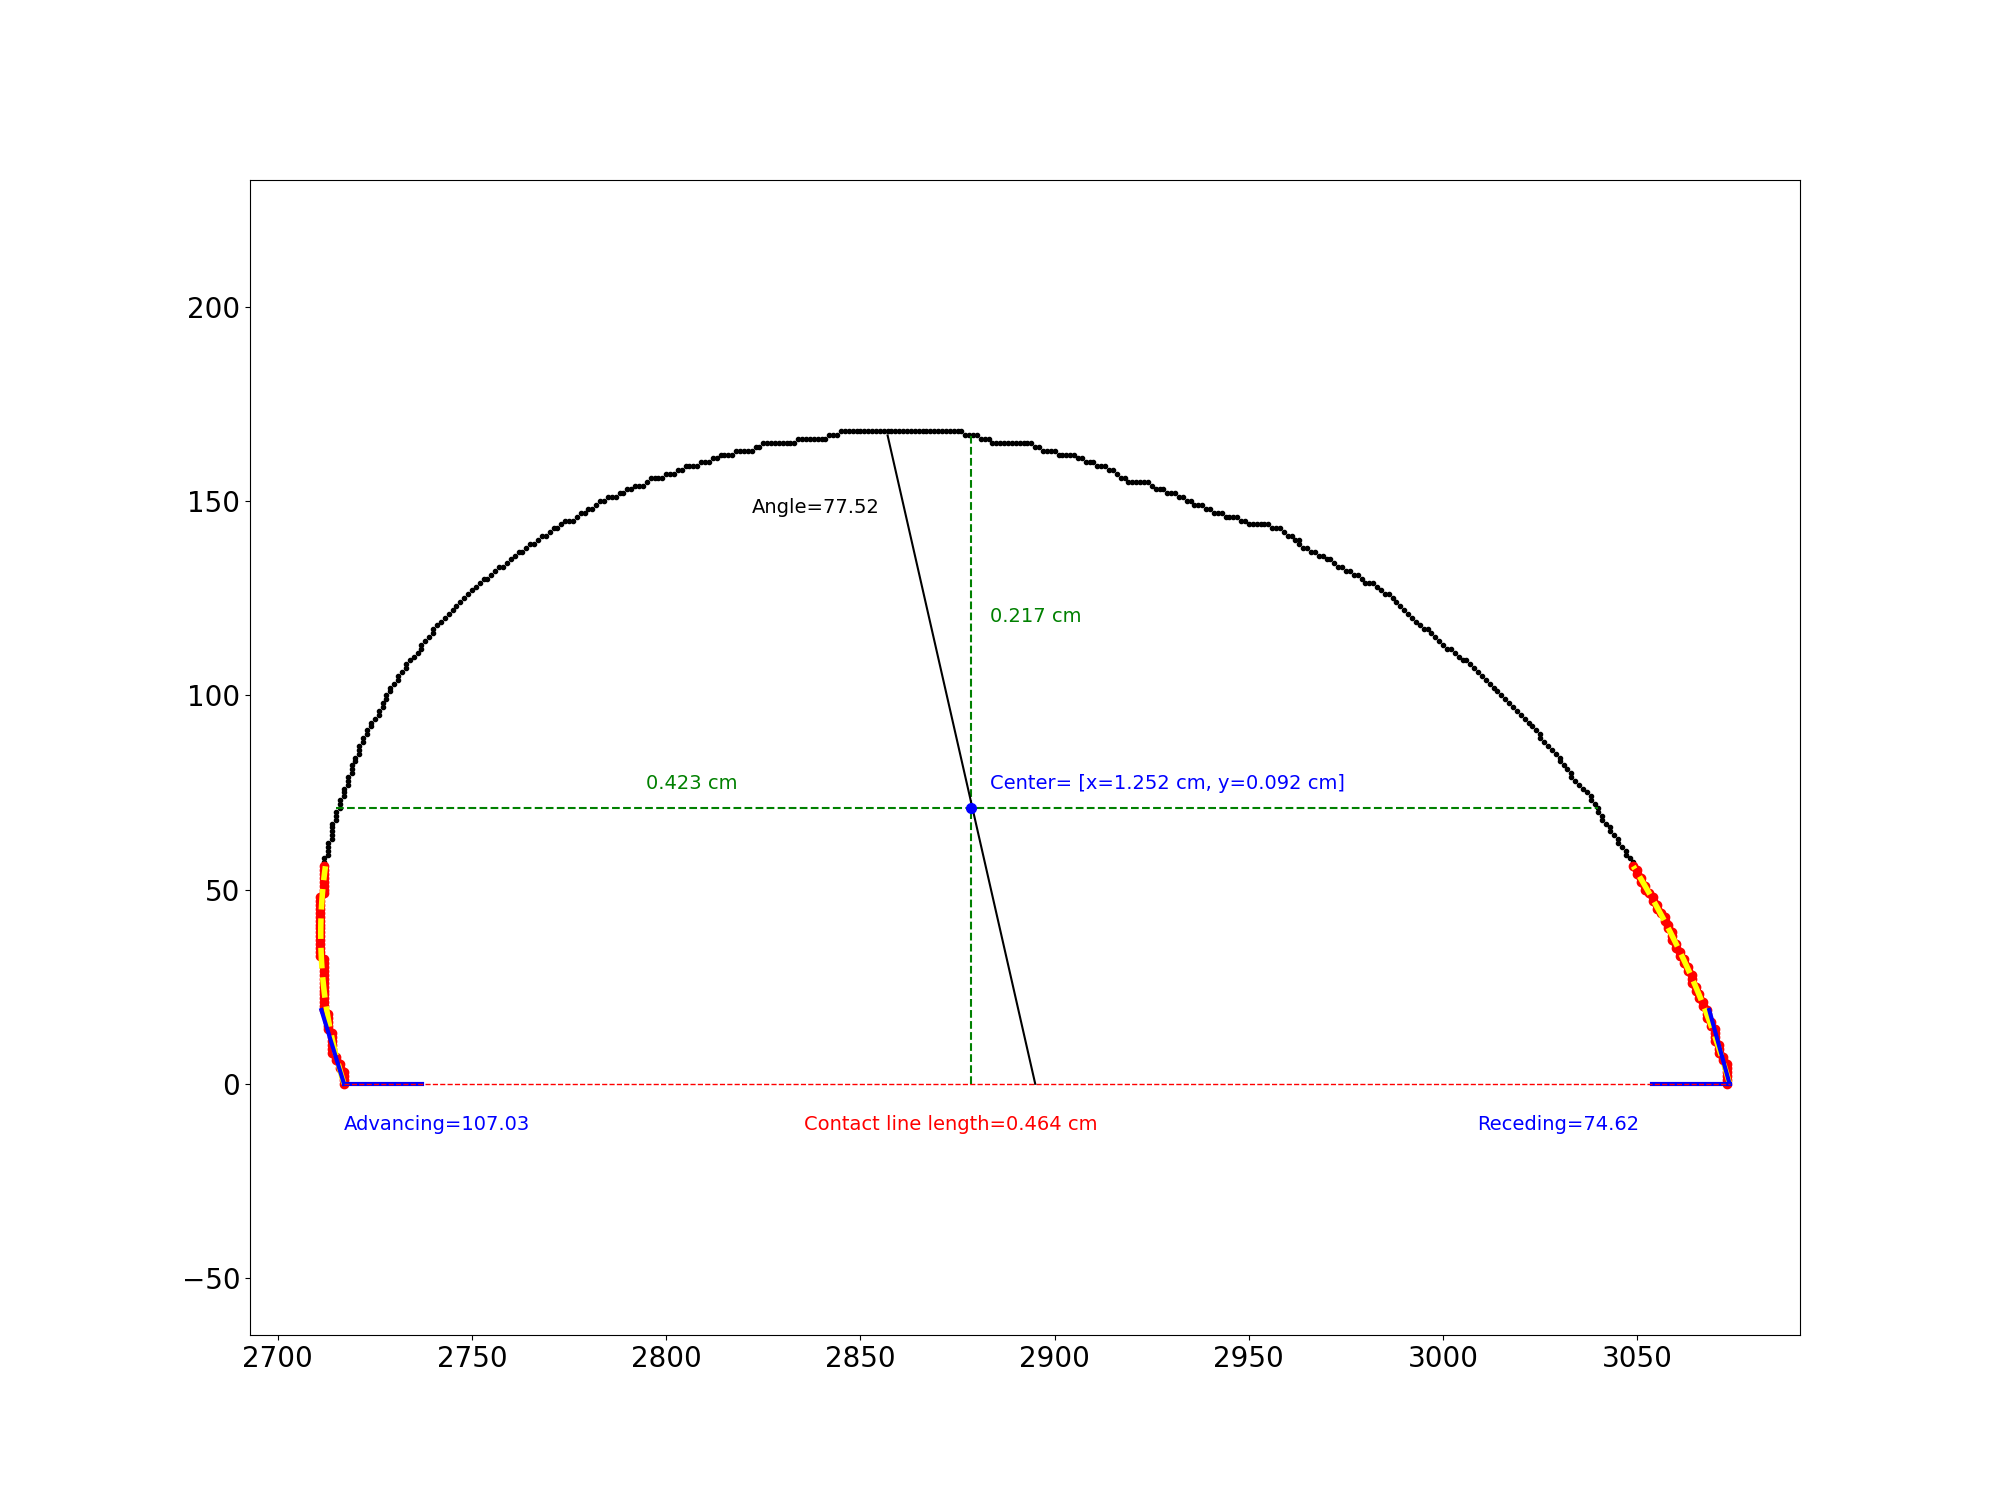 200
150
Angle=77.52
0.217 cm
100
0.423 cm
Center= [x=1.252 cm, y=0.092 cm]
50
0
Advancing=107.03
Contact line length=0.464 cm
Receding=74.62
−50
2700 2750 2800 2850 2900 2950 3000 3050